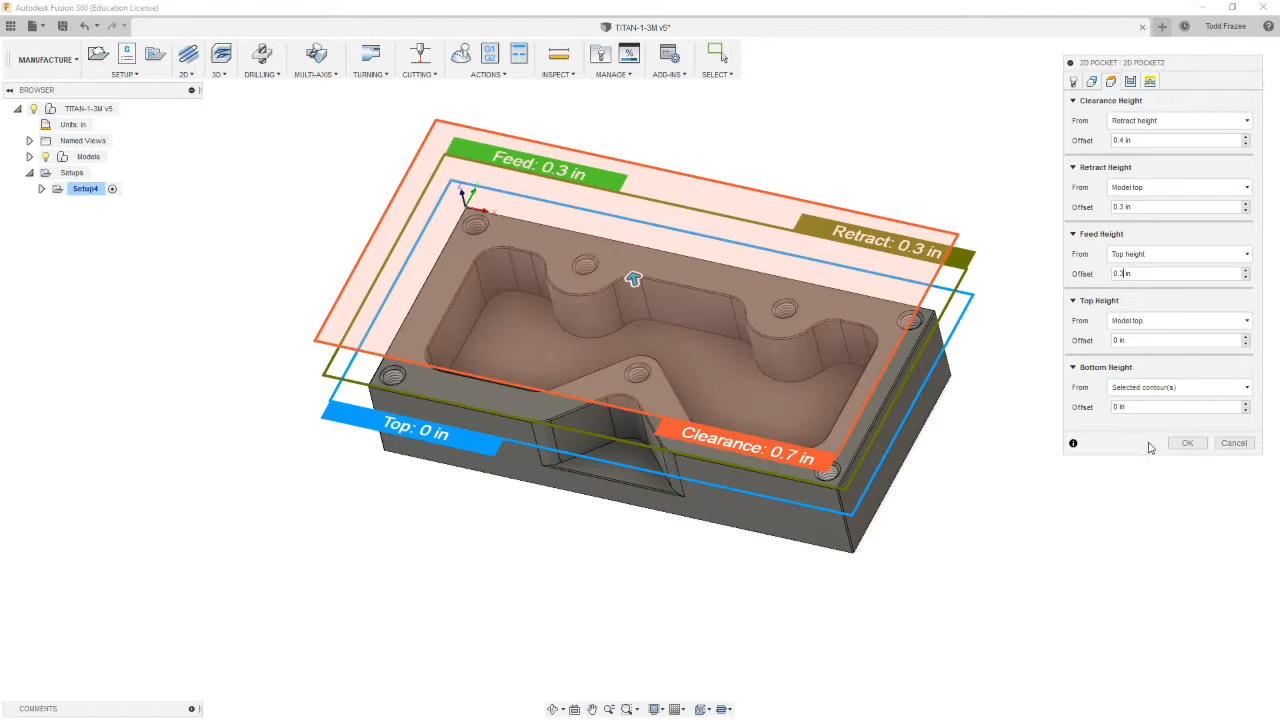 Autodesk Fusion 360 (Education License)
TITAN-1-3M v5*
Todd Frazee
MANUFACTURE
SETUP
2D
3D
DRILLING
MULTI-AXIS
TURNING
CUTTING
G1
G2
ACTIONS
INSPECT
MANAGE
ADD-INS
SELECT
BROWSER
TITAN-1-3M v5
Units: in
Named Views
Models
Setups
Setup4
Feed: 0.3 in
Retract: 0.3 in
Top: 0 in
Clearance: 0.7 in
2D POCKET : 2D POCKET2
Clearance Height
From Retract height
Offset 0.4 in
Retract Height
From Model top
Offset 0.3 in
Feed Height
From Top height
Offset 0.3 in
Top Height
From Model top
Offset 0 in
Bottom Height
From Selected contour(s)
Offset 0 in
OK Cancel
COMMENTS